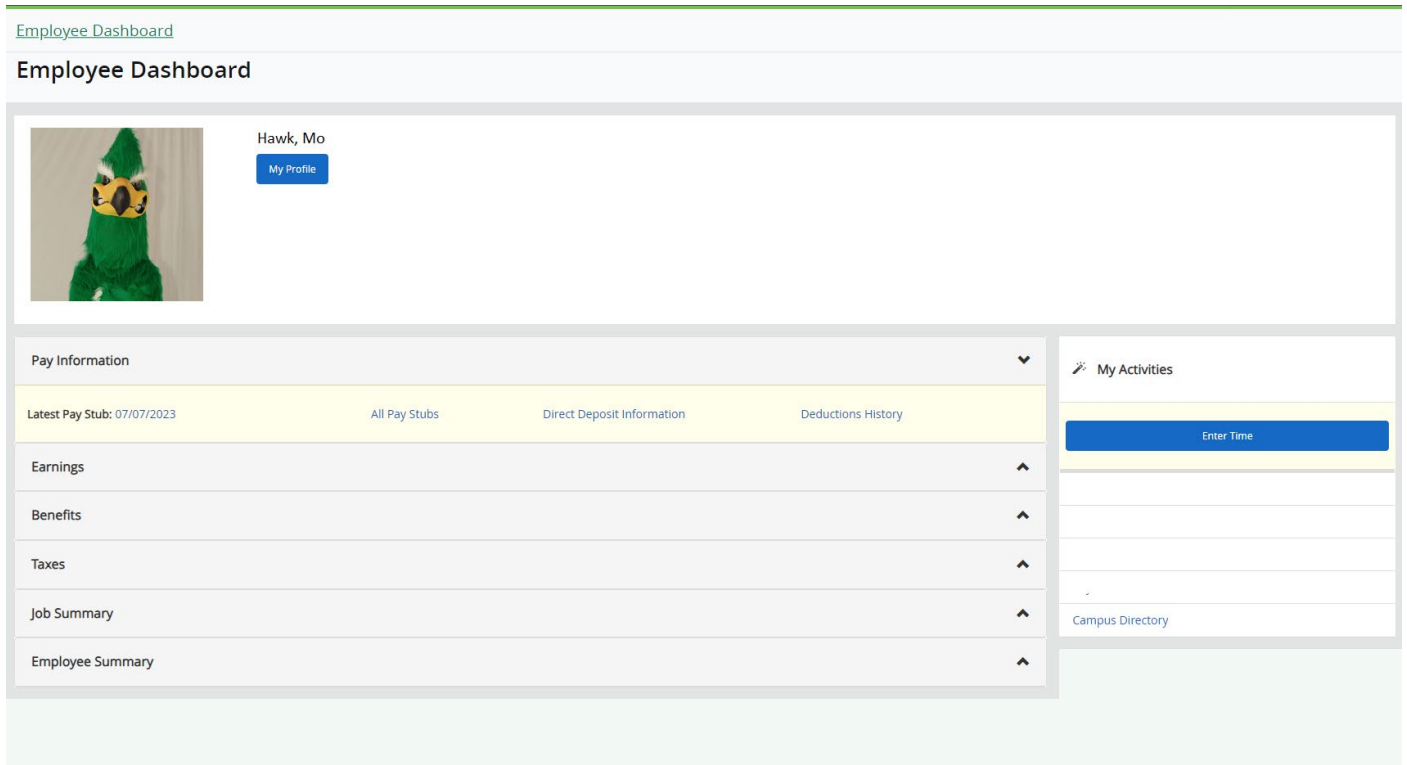 Employee Dashboard
Employee Dashboard
Hawk, Mo
My Profile
Pay Information
Latest Pay Stub: 07/07/2023 All Pay Stubs Direct Deposit Information Deductions History
Earnings
Benefits
Taxes
Job Summary
Employee Summary
My Activities
Enter Time
Campus Directory